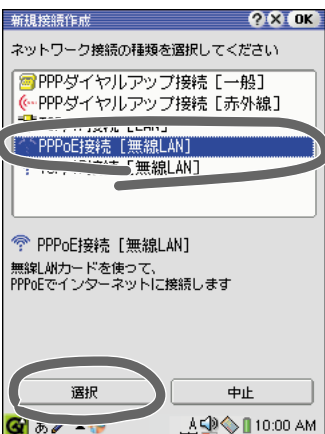 新規接続作成 ? × OK
ネットワーク接続の種類を選択してください
PPPダイヤルアップ接続［一般］
PPPダイヤルアップ接続［赤外線］
PPPoE接続［無線LAN］
無線LAN］
PPPoE接続［無線LAN］
無線LANカードを使って、
PPPoEでインターネットに接続します
選択 中止
あ 10:00 AM